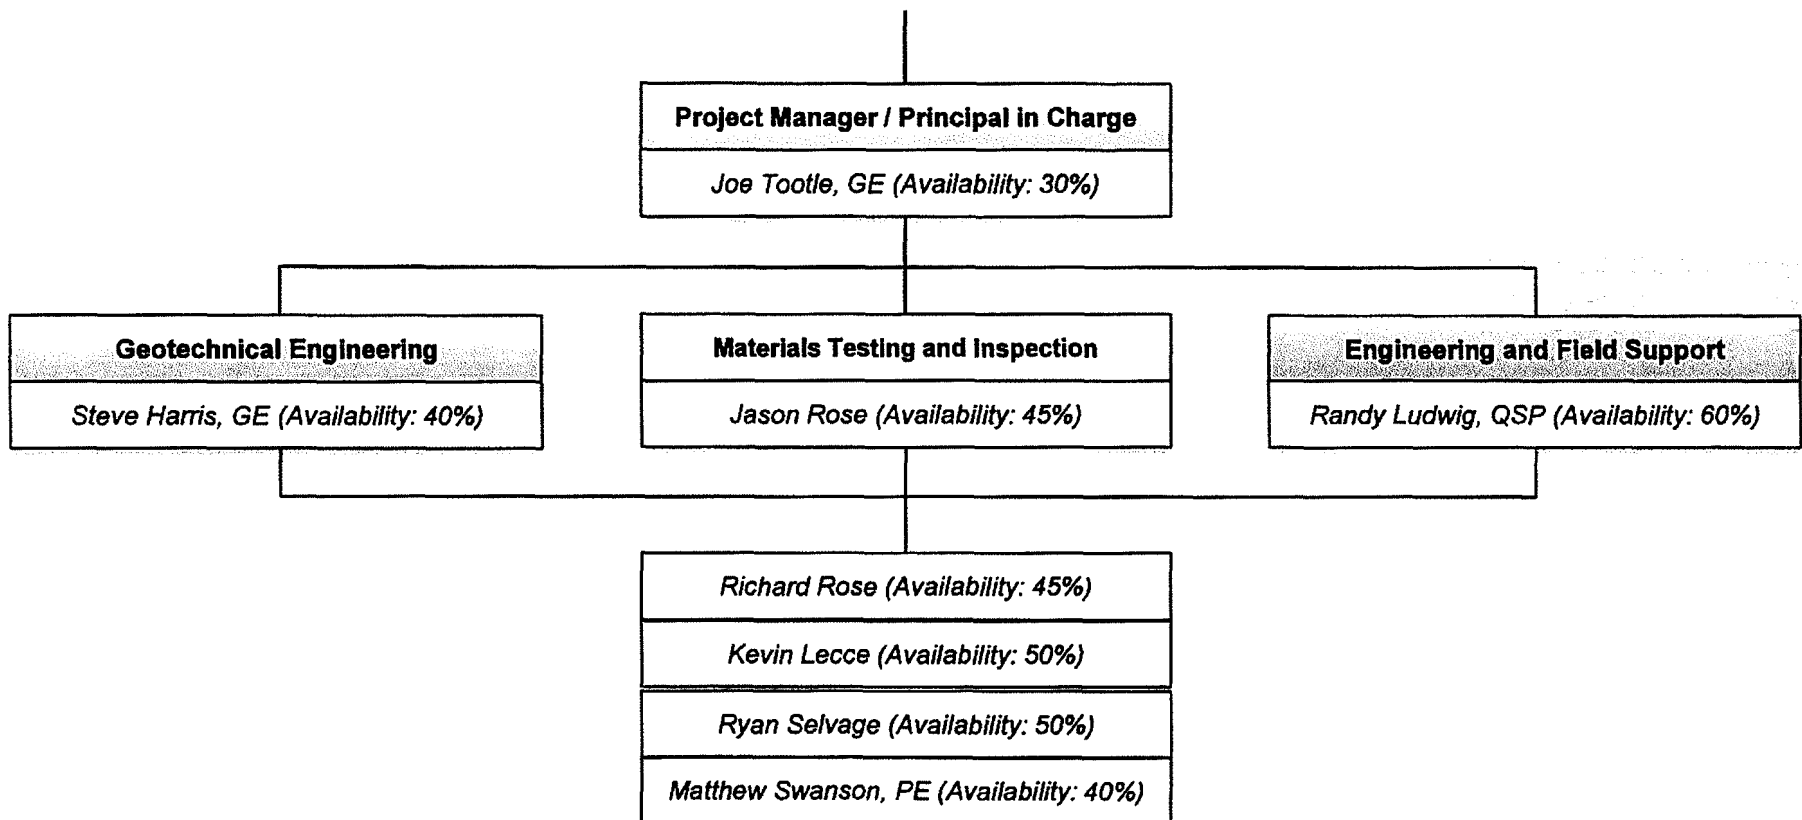 Project Manager / Principal in Charge
Joe Tootle, GE (Availability: 30%)
Geotechnical Engineering
Steve Harris, GE (Availability: 40%)
Materials Testing and Inspection
Jason Rose (Availability: 45%)
Engineering and Field Support
Randy Ludwig, QSP (Availability: 60%)
Richard Rose (Availability: 45%)
Kevin Lecce (Availability: 50%)
Ryan Selvage (Availability: 50%)
Matthew Swanson, PE (Availability: 40%)